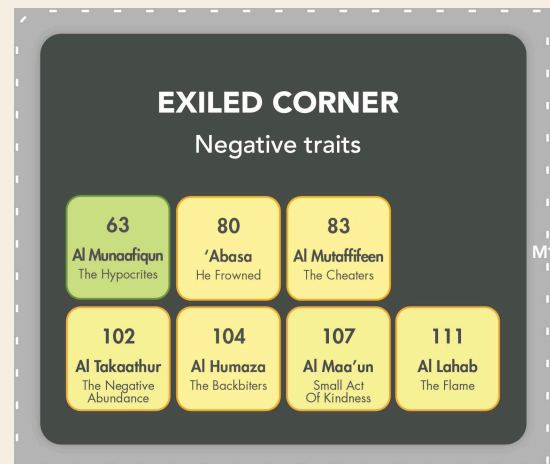 EXILED CORNER
Negative traits
63
Al Munaafiqun
The Hypocrites
80
‘Abasa
He Frowned
83
Al Mutaffifeen
The Cheaters
102
Al Takaathur
The Negative
Abundance
104
Al Humaza
The Backbiters
107
Al Maa’un
Small Act
Of Kindness
111
Al Lahab
The Flame